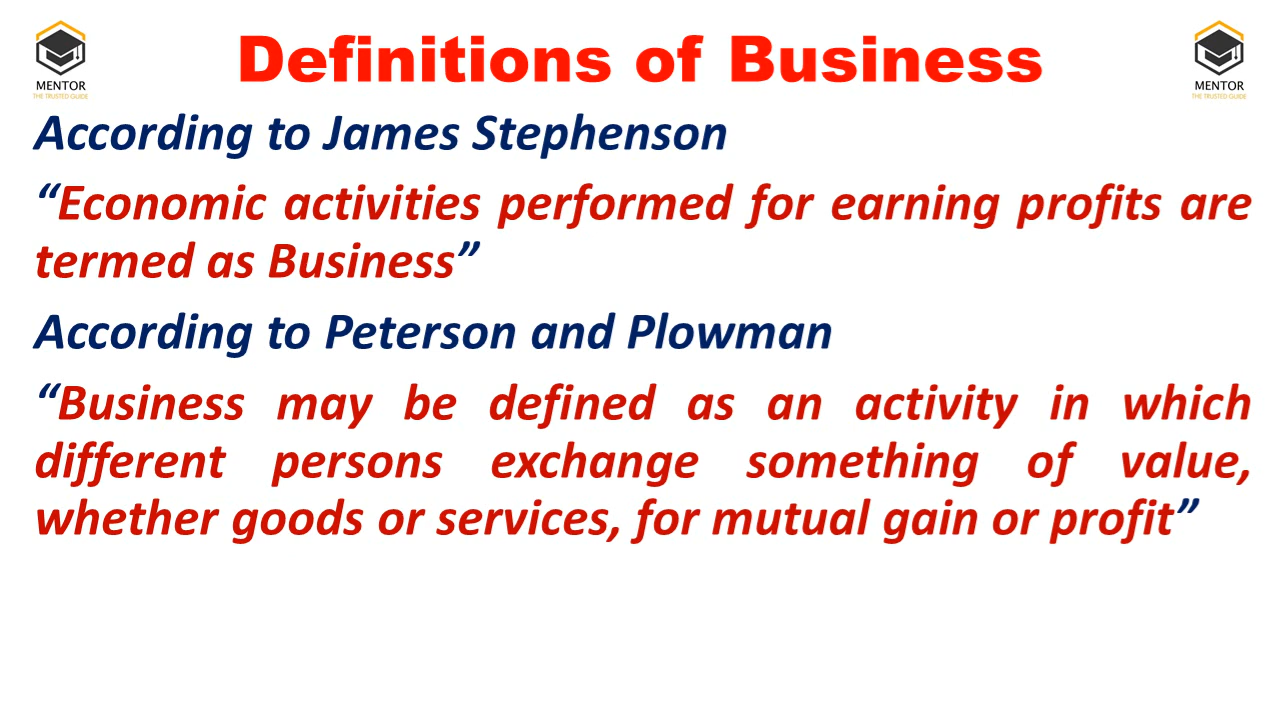 MENTOR
THE TRUSTED GUIDE
Definitions of Business
MENTOR
THE TRUSTED GUIDE
According to James Stephenson
“Economic activities performed for earning profits are
termed as Business”
According to Peterson and Plowman
“Business may be defined as an activity in which
different persons exchange something of value,
whether goods or services, for mutual gain or profit”